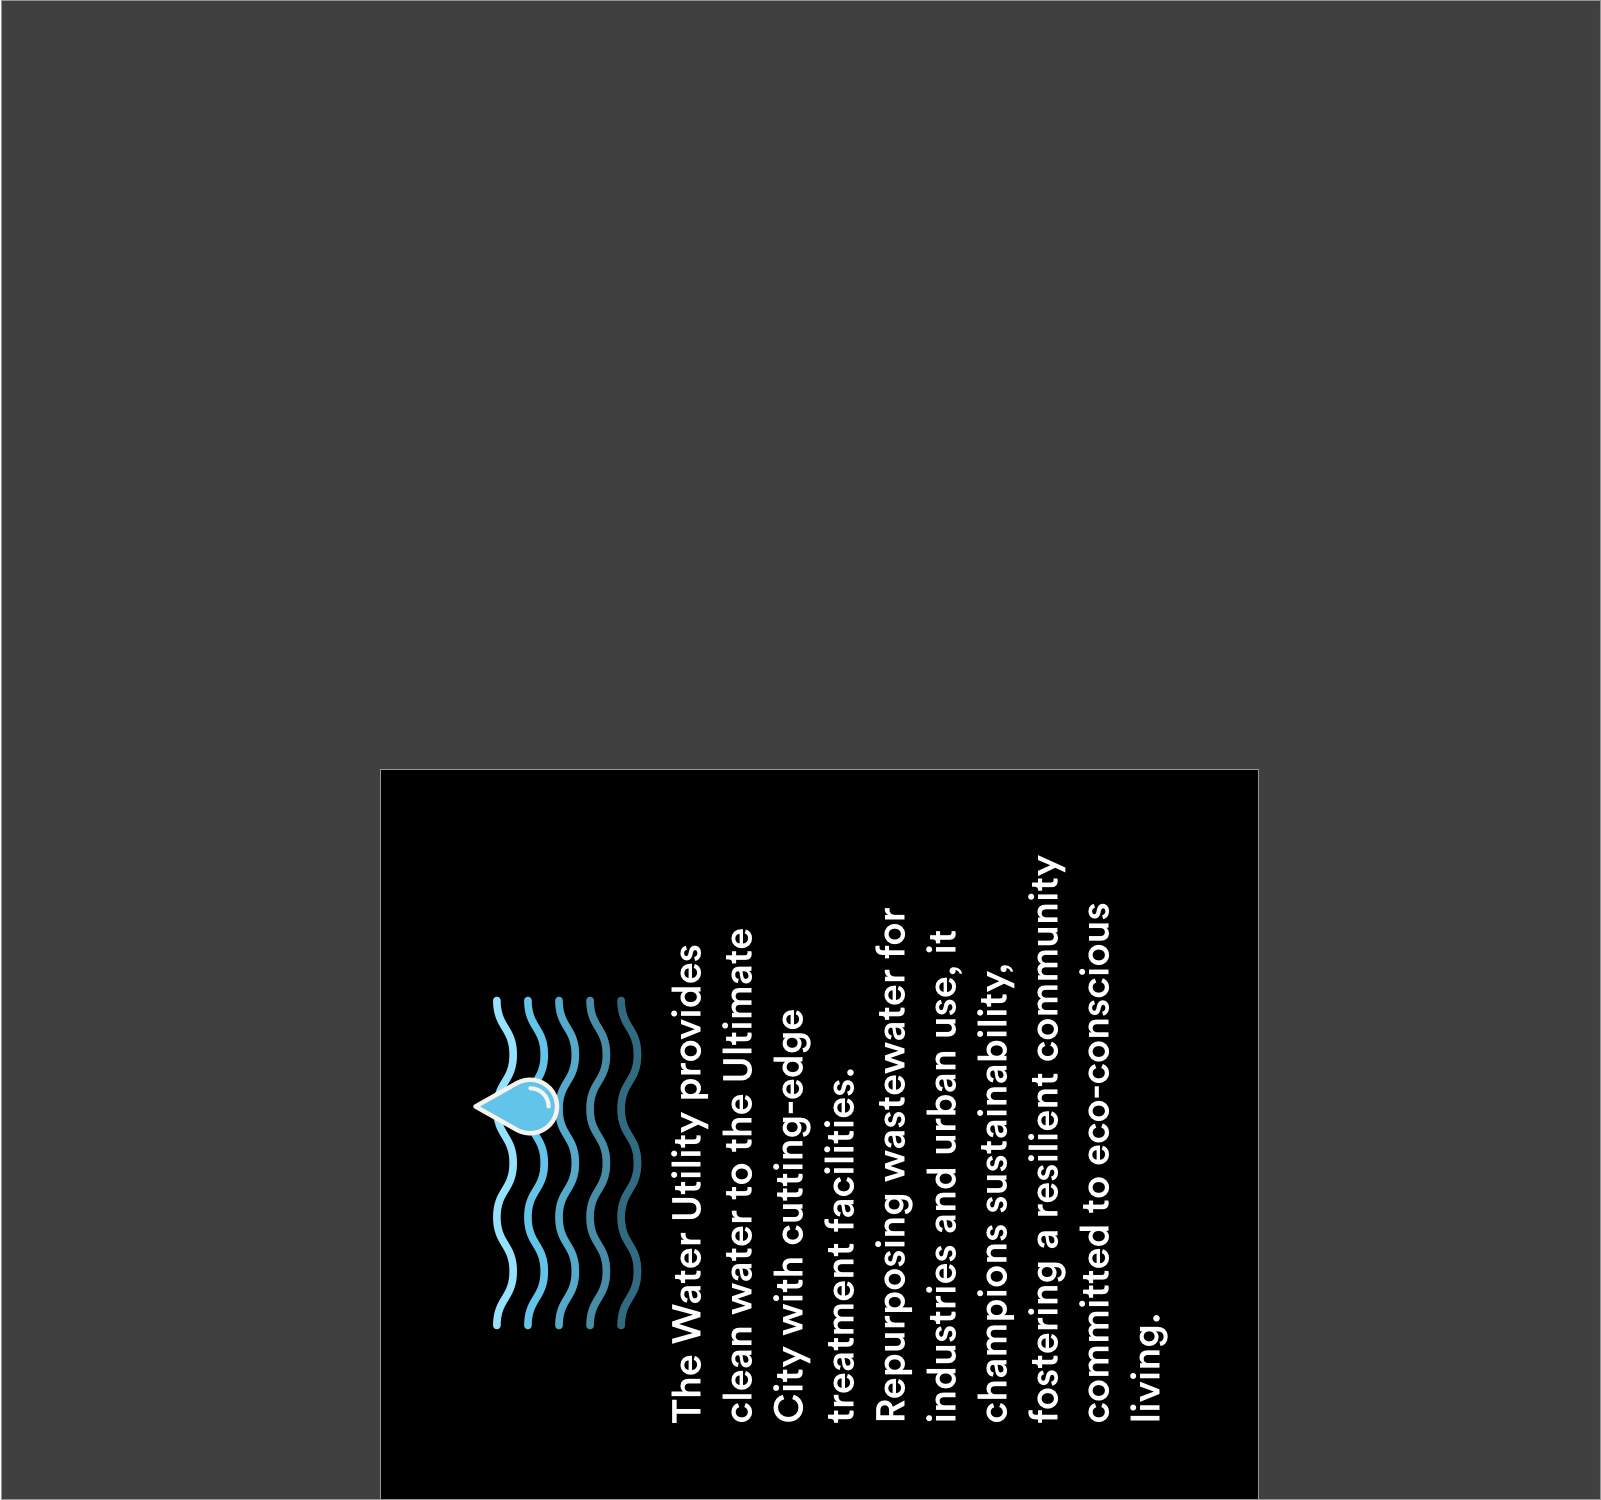 The Water Utility provides
clean water to the Ultimate
City with cutting-edge
treatment facilities.
Repurposing wastewater for
industries and urban use, it
champions sustainability,
fostering a resilient community
committed to eco-conscious
living.